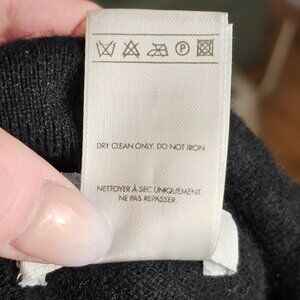 P
DRY CLEAN ONLY. DO NOT IRON.
NETTOYER À SEC UNIQUEMENT.
NE PAS REPASSER.